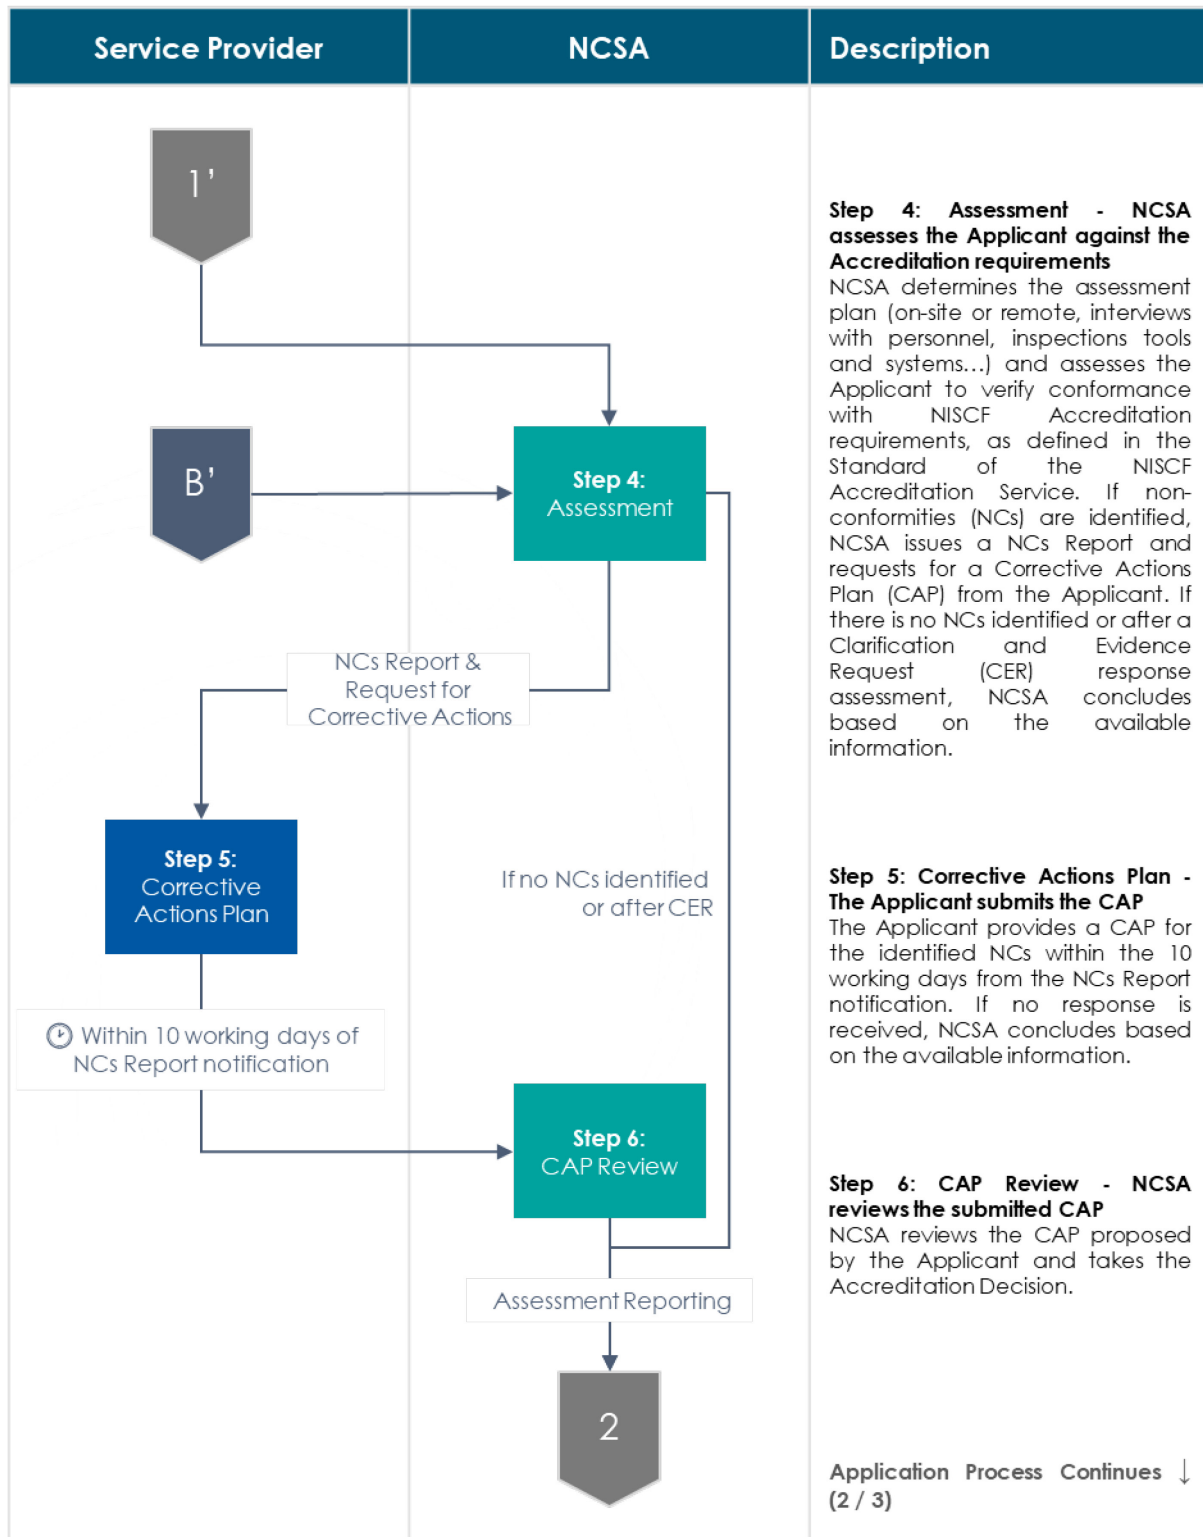 Service Provider
NCSA
Description
1’
Step 4: Assessment - NCSA
assesses the Applicant against the
Accreditation requirements
NCSA determines the assessment
plan (on-site or remote, interviews
with personnel, inspections tools
and systems...) and assesses the
Applicant to verify conformance
with NISCF Accreditation
requirements, as defined in the
Standard of the NISCF
Accreditation Service. If non-
conformities (NCs) are identified,
NCSA issues a NCs Report and
requests for a Corrective Actions
Plan (CAP) from the Applicant. If
there is no NCs identified or after a
Clarification and Evidence
Request (CER) response
assessment, NCSA concludes
based on the available
information.
B’
Step 4:
Assessment
NCs Report &
Request for
Corrective Actions
Step 5:
Corrective
Actions Plan
If no NCs identified
or after CER
Step 5: Corrective Actions Plan -
The Applicant submits the CAP
The Applicant provides a CAP for
the identified NCs within the 10
working days from the NCs Report
notification. If no response is
received, NCSA concludes based
on the available information.
Within 10 working days of
NCs Report notification
Step 6:
CAP Review
Step 6: CAP Review - NCSA
reviews the submitted CAP
NCSA reviews the CAP proposed
by the Applicant and takes the
Accreditation Decision.
Assessment Reporting
2
Application Process Continues ↓
(2 / 3)